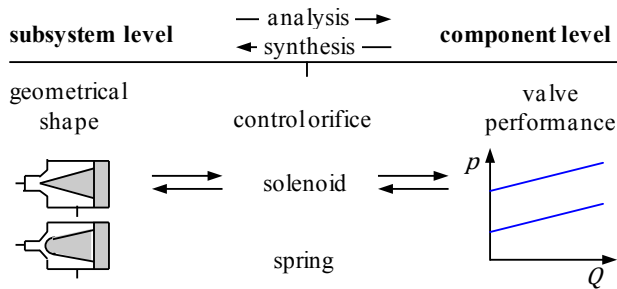 analysis
subsystem level
component level
synthesis
geometrical
shape
control orifice
valve
performance
solenoid
p
spring
Q